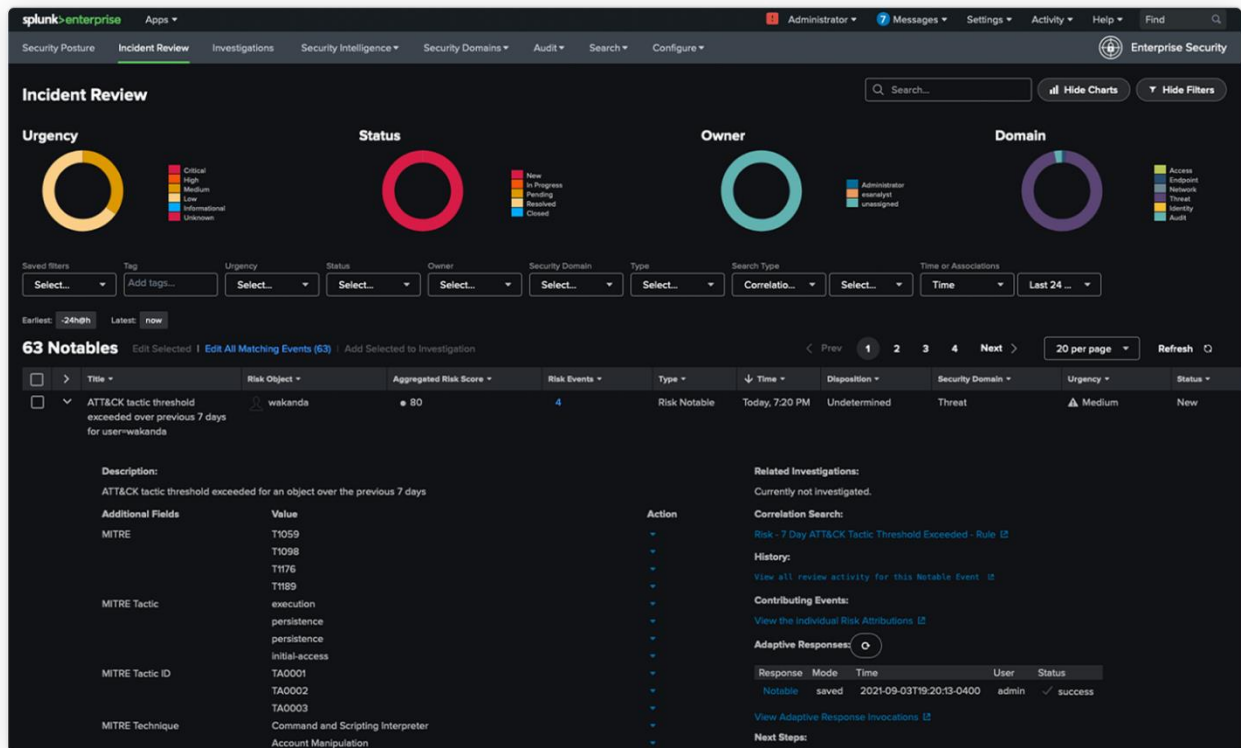 splunk>enterprise Apps ! Administrator 7 Messages Settings Activity Help Find
Security Posture Incident Review Investigations Security Intelligence Security Domains Audit Search Configure Enterprise Security
Incident Review Search... Hide Charts Hide Filters
Urgency Status Owner Domain
Critical
High
Medium
Low
Informational
Unknown
New
In Progress
Pending
Resolved
Closed
Administrator
esanalyst
unassigned
Access
Endpoint
Network
Threat
Identity
Audit
Saved filters Tag Urgency Status Owner Security Domain Type Search Type Time or Associations
Select... Add tags... Select... Select... Select... Select... Select... Correlatio... Select... Time Last 24 ...
Earliest: -24h@h Latest: now
63 Notables Edit Selected | Edit All Matching Events (63) | Add Selected to Investigation < Prev 1 2 3 4 Next > 20 per page Refresh
Title Risk Object Aggregated Risk Score Risk Events Type Time Disposition Security Domain Urgency Status
ATT&CK tactic threshold exceeded over previous 7 days for user=wakanda wakanda 80 4 Risk Notable Today, 7:20 PM Undetermined Threat Medium New
Description:
ATT&CK tactic threshold exceeded for an object over the previous 7 days
Additional Fields Value Action
MITRE T1059
T1098
T1176
T1189
MITRE Tactic execution
persistence
persistence
initial-access
MITRE Tactic ID TA0001
TA0002
TA0003
MITRE Technique Command and Scripting Interpreter
Account Manipulation
Related Investigations:
Currently not investigated.
Correlation Search:
Risk - 7 Day ATT&CK Tactic Threshold Exceeded - Rule
History:
View all review activity for this Notable Event
Contributing Events:
View the individual Risk Attributions
Adaptive Responses:
Response Mode Time User Status
Notable saved 2021-09-03T19:20:13-0400 admin success
View Adaptive Response Invocations
Next Steps: